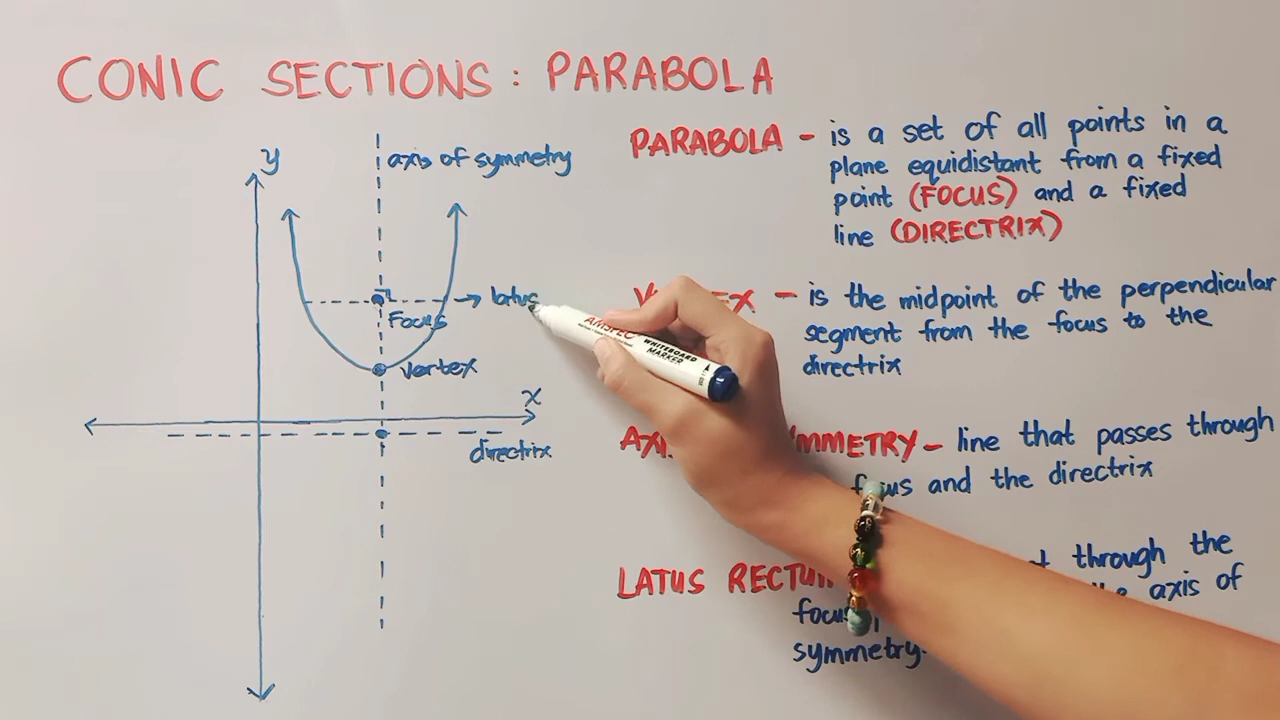 CONIC SECTIONS: PARABOLA
y
axis of symmetry
latus
Focus
vertex
x
directrix
PARABOLA - is a set of all points in a
plane equidistant from a fixed
point (FOCUS) and a fixed
line (DIRECTRIX)
- is the midpoint of the perpendicular
segment from the focus to the
directrix
- line that passes through
focus and the directrix
LATUS through the
axis of
symmetry.
AMSPEC
WHITEBOARD
MARKER